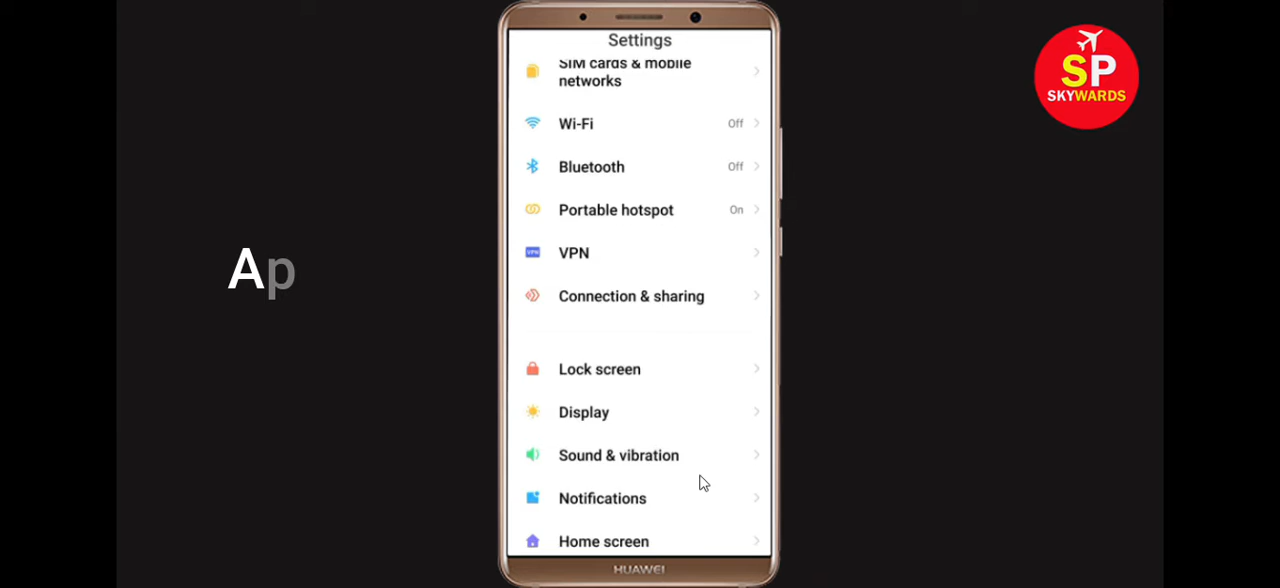 Settings
SIM cards & mobile
networks
Wi-Fi Off
Bluetooth Off
Portable hotspot On
VPN VPN
Connection & sharing
Lock screen
Display
Sound & vibration
Notifications
Home screen
HUAWEI
Ap
SP
SKYWARDS